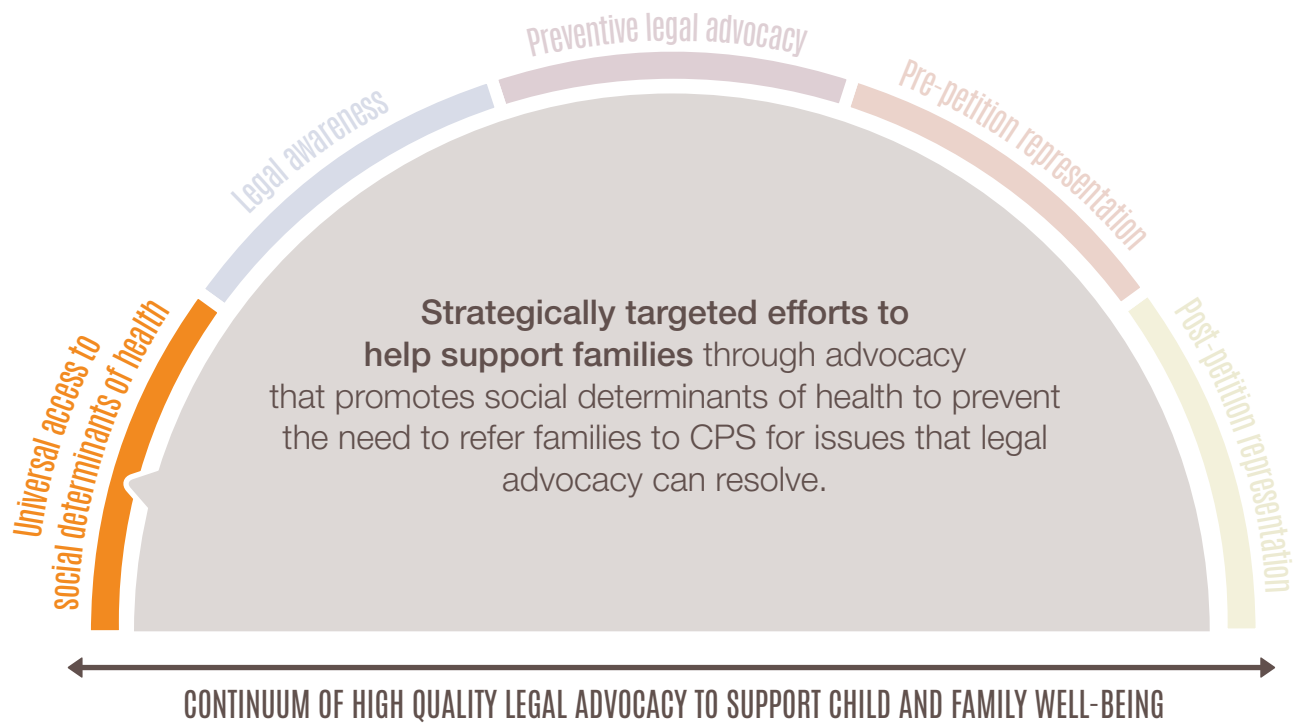 Preventive legal advocacy
Legal awareness
Pre-petition representation
Universal access to
social determinants of health
Post-petition representation
Strategically targeted efforts to
help support families through advocacy
that promotes social determinants of health to prevent
the need to refer families to CPS for issues that legal
advocacy can resolve.
CONTINUUM OF HIGH QUALITY LEGAL ADVOCACY TO SUPPORT CHILD AND FAMILY WELL-BEING